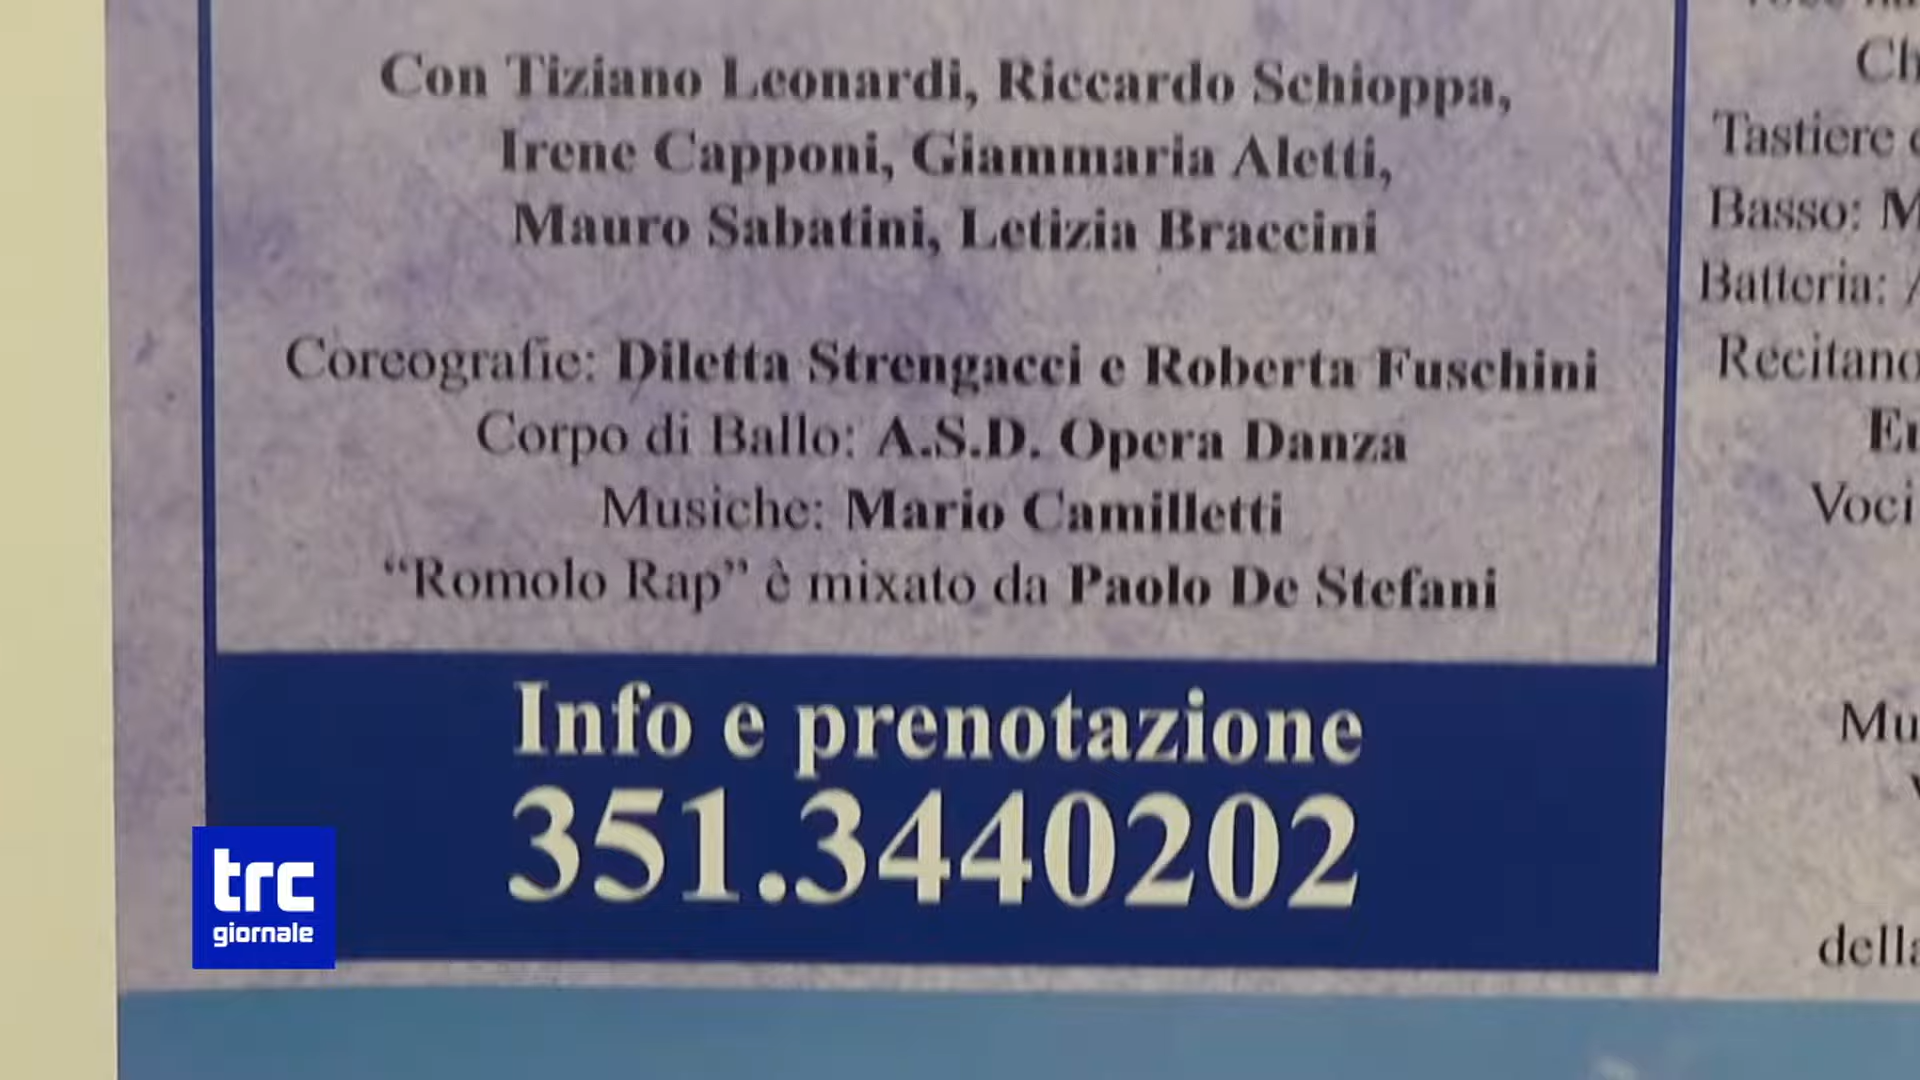 Con Tiziano Leonardi, Riccardo Schioppa,
Irene Capponi, Giammaria Aletti,
Mauro Sabatini, Letizia Braccini
Coreografie: Diletta Strengacci e Roberta Fuschini
Corpo di Ballo: A.S.D. Opera Danza
Musiche: Mario Camilletti
“Romolo Rap” è mixato da Paolo De Stefani
Info e prenotazione
351.3440202
trc
giornale
Tastiere
Basso:
Batteria:
Voci
della